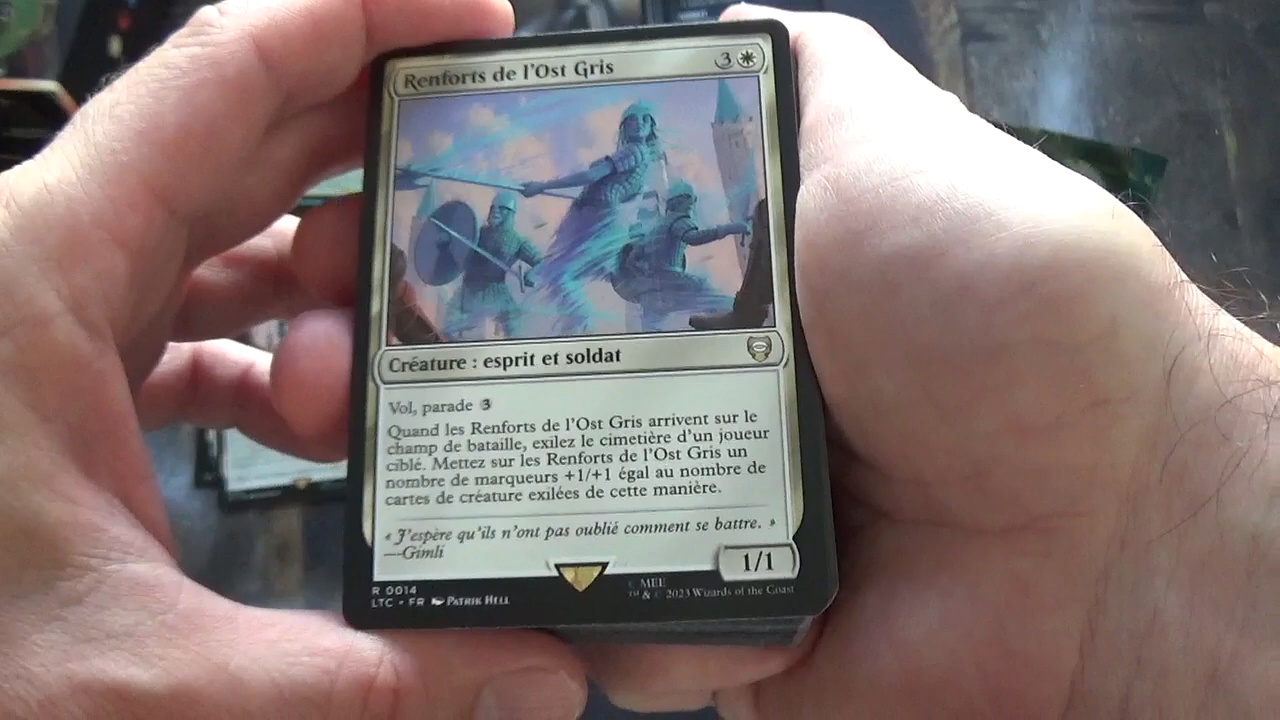 Renforts de l'Ost Gris 3
Créature : esprit et soldat
Vol, parade 3
Quand les Renforts de l'Ost Gris arrivent sur le
champ de bataille, exilez le cimetière d'un joueur
ciblé. Mettez sur les Renforts de l'Ost Gris un
nombre de marqueurs +1/+1 égal au nombre de
cartes de créature exilées de cette manière.
« J'espère qu'ils n'ont pas oublié comment se battre. »
—Gimli
1/1
R 0014
LTC • FR Patrik Hell
MEE
™ & © 2023 Wizards of the Coast